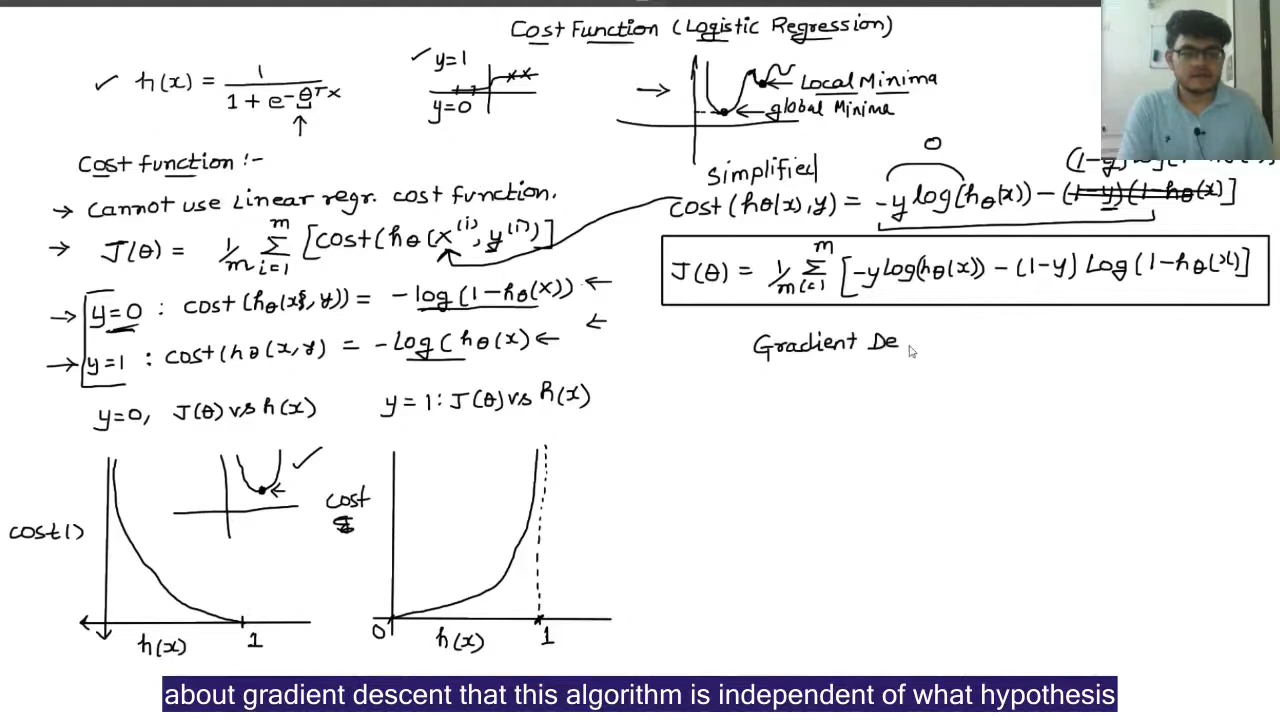 Cost Function (Logistic Regression)
✓ h(x) = 1 / 1 + e^-θᵀx
✓ y=1
y=0
→ Local Minima
global Minima
Cost function :-
→ Cannot use Linear regr. cost function.
→ J(θ) = 1/m Σ i=1 m [cost(hθ(x⁽ⁱ⁾, y⁽ⁱ⁾)]
→ y=0 : cost(hθ(x), y)) = -log(1-hθ(x)) ←
→ y=1 : cost(hθ(x, y) = -log(hθ(x) ←
←
y=0, J(θ) vs h(x)
y=1: J(θ) vs h(x)
cost()
h(x)
1
✓
cost
0
h(x)
1
simplified
0
cost(hθ(x), y) = -y log(hθ(x)) - (1-y)(1-hθ(x)]
J(θ) = 1/m Σ i=1 m [-y log(hθ(x)) - (1-y) Log(1-hθ(x)]
Gradient De
about gradient descent that this algorithm is independent of what hypothesis